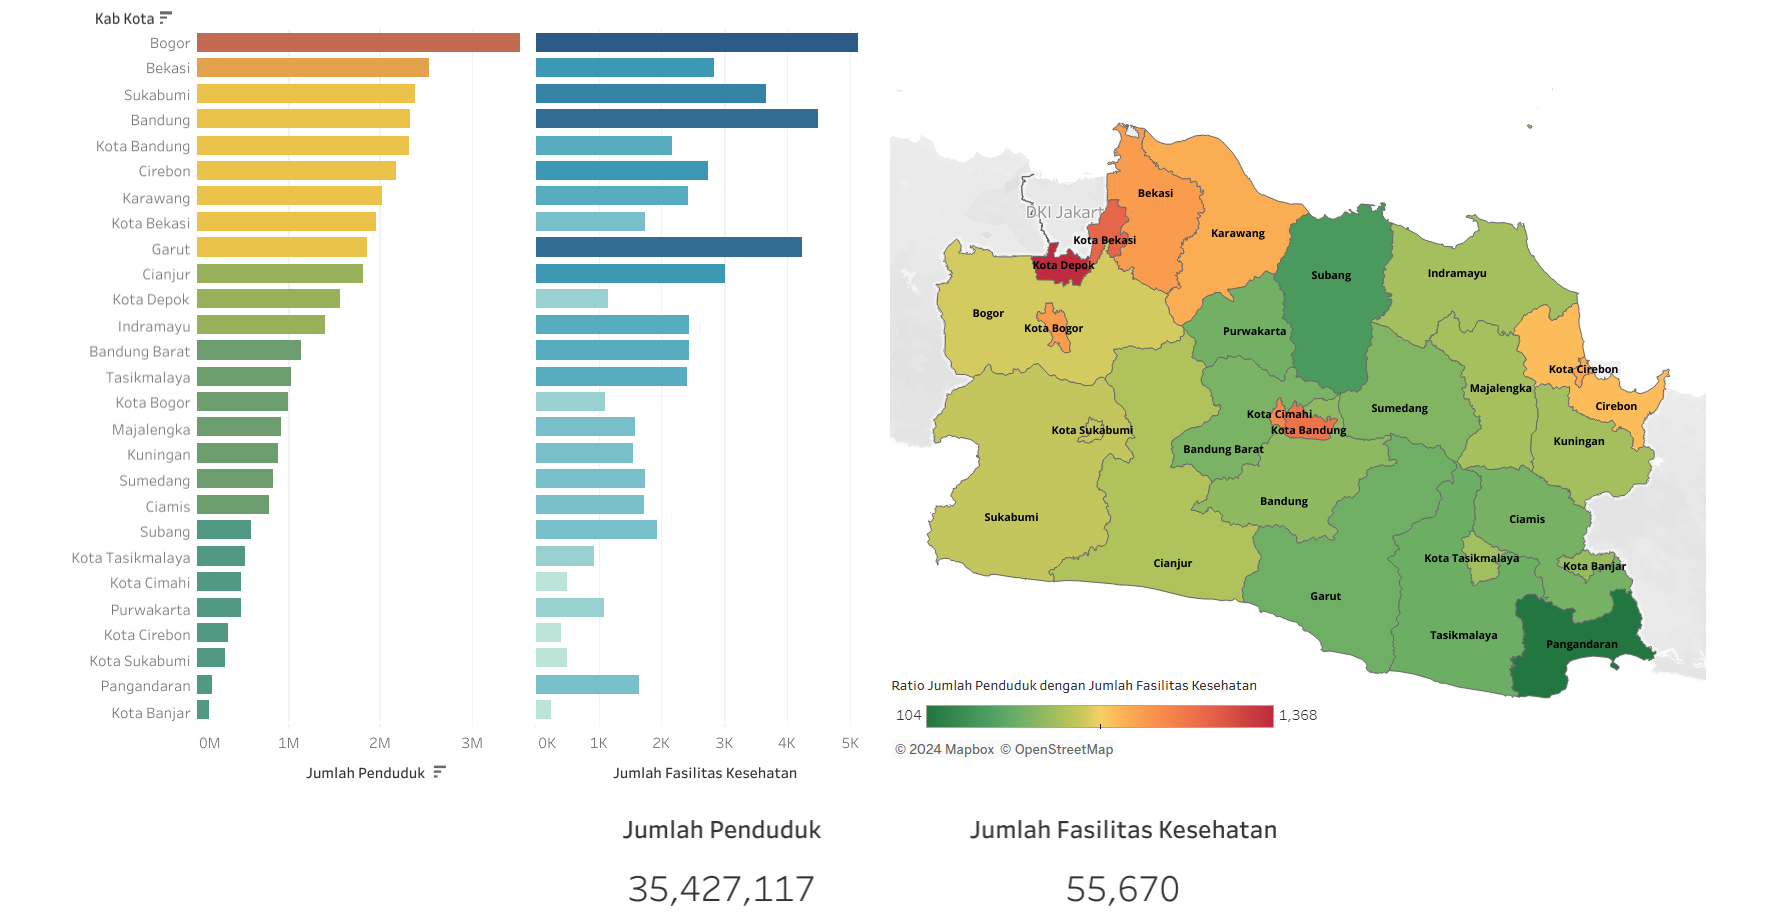 Kab Kota
Bogor
Bekasi
Sukabumi
Bandung
Kota Bandung
Cirebon
Karawang
Kota Bekasi
Garut
Cianjur
Kota Depok
Indramayu
Bandung Barat
Tasikmalaya
Kota Bogor
Majalengka
Kuningan
Sumedang
Ciamis
Subang
Kota Tasikmalaya
Kota Cimahi
Purwakarta
Kota Cirebon
Kota Sukabumi
Pangandaran
Kota Banjar
0M 1M 2M 3M
Jumlah Penduduk
0K 1K 2K 3K 4K 5K
Jumlah Fasilitas Kesehatan
Bekasi
DKI Jakart
Karawang
Kota Bekasi
Kota Depok
Subang
Indramayu
Bogor
Kota Bogor
Purwakarta
Kota Cirebon
Majalengka
Cirebon
Sumedang
Kota Cimahi
Kota Bandung
Kota Sukabumi
Kuningan
Bandung Barat
Bandung
Sukabumi
Ciamis
Kota Tasikmalaya
Cianjur
Kota Banjar
Garut
Tasikmalaya
Pangandaran
Ratio Jumlah Penduduk dengan Jumlah Fasilitas Kesehatan
104 1,368
© 2024 Mapbox © OpenStreetMap
Jumlah Penduduk
35,427,117
Jumlah Fasilitas Kesehatan
55,670